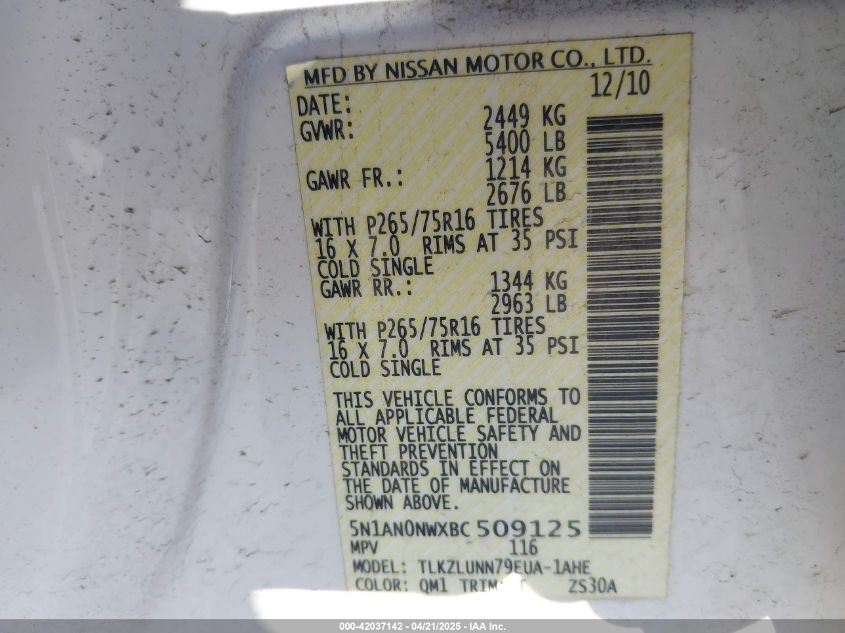 MFD BY NISSAN MOTOR CO., LTD.
DATE: 12/10
GVWR: 2449 KG
5400 LB
GAWR FR.: 1214 KG
2676 LB
WITH P265/75R16 TIRES
16 X 7.0 RIMS AT 35 PSI
COLD SINGLE
GAWR RR.: 1344 KG
2963 LB
WITH P265/75R16 TIRES
16 X 7.0 RIMS AT 35 PSI
COLD SINGLE
THIS VEHICLE CONFORMS TO
ALL APPLICABLE FEDERAL
MOTOR VEHICLE SAFETY AND
THEFT PREVENTION
STANDARDS IN EFFECT ON
THE DATE OF MANUFACTURE
SHOWN ABOVE.
5N1AN0NWXBC 509125
MPV 116
MODEL: TLKZLUNN79EUA-1AHE
COLOR: QM1 TRIM: ZS30A
000-42037142 - 04/21/2025 - IAA Inc.